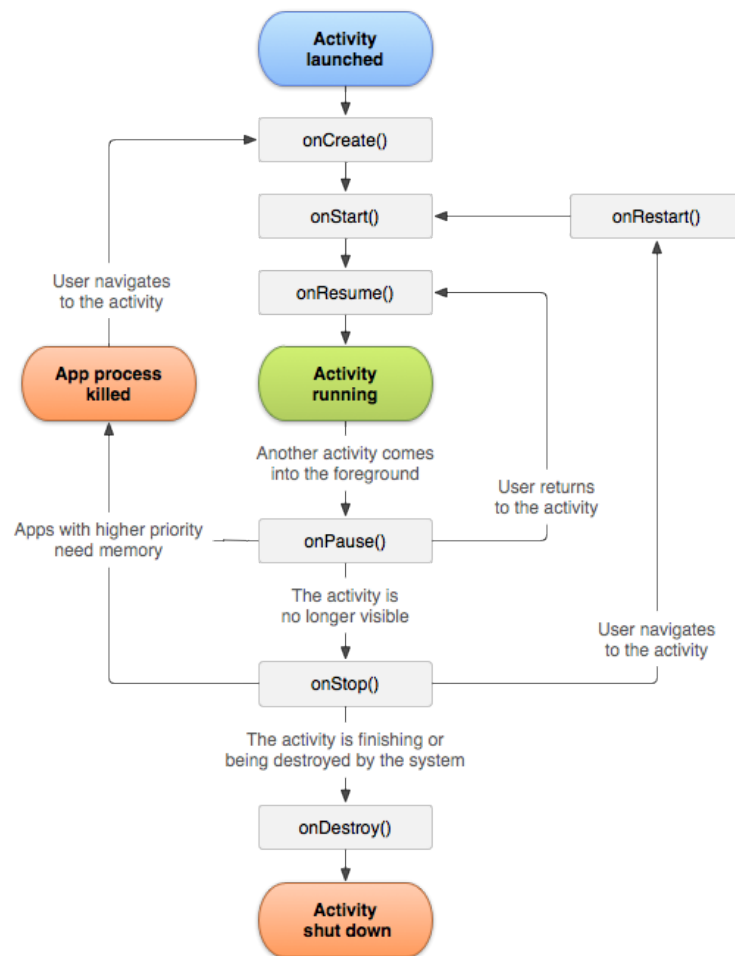 Activity
launched
onCreate()
onStart()
onRestart()
User navigates
to the activity
onResume()
App process
killed
Activity
running
Another activity comes
into the foreground
User returns
to the activity
Apps with higher priority
need memory
onPause()
The activity is
no longer visible
User navigates
to the activity
onStop()
The activity is finishing or
being destroyed by the system
onDestroy()
Activity
shut down